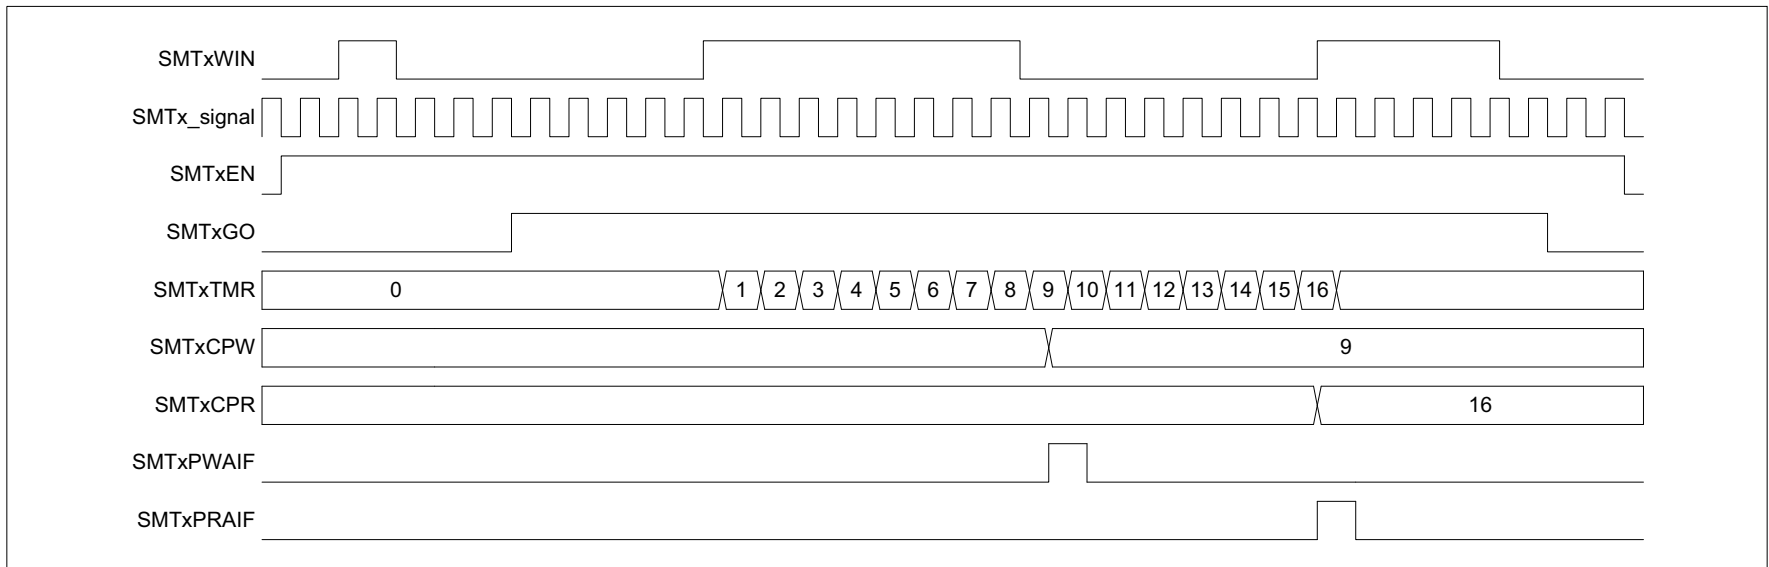 SMTxWIN
SMTx_signal
SMTxEN
SMTxGO
SMTxTMR 0 1 2 3 4 5 6 7 8 9 10 11 12 13 14 15 16
SMTxCPW 9
SMTxCPR 16
SMTxPWAIF
SMTxPRAIF